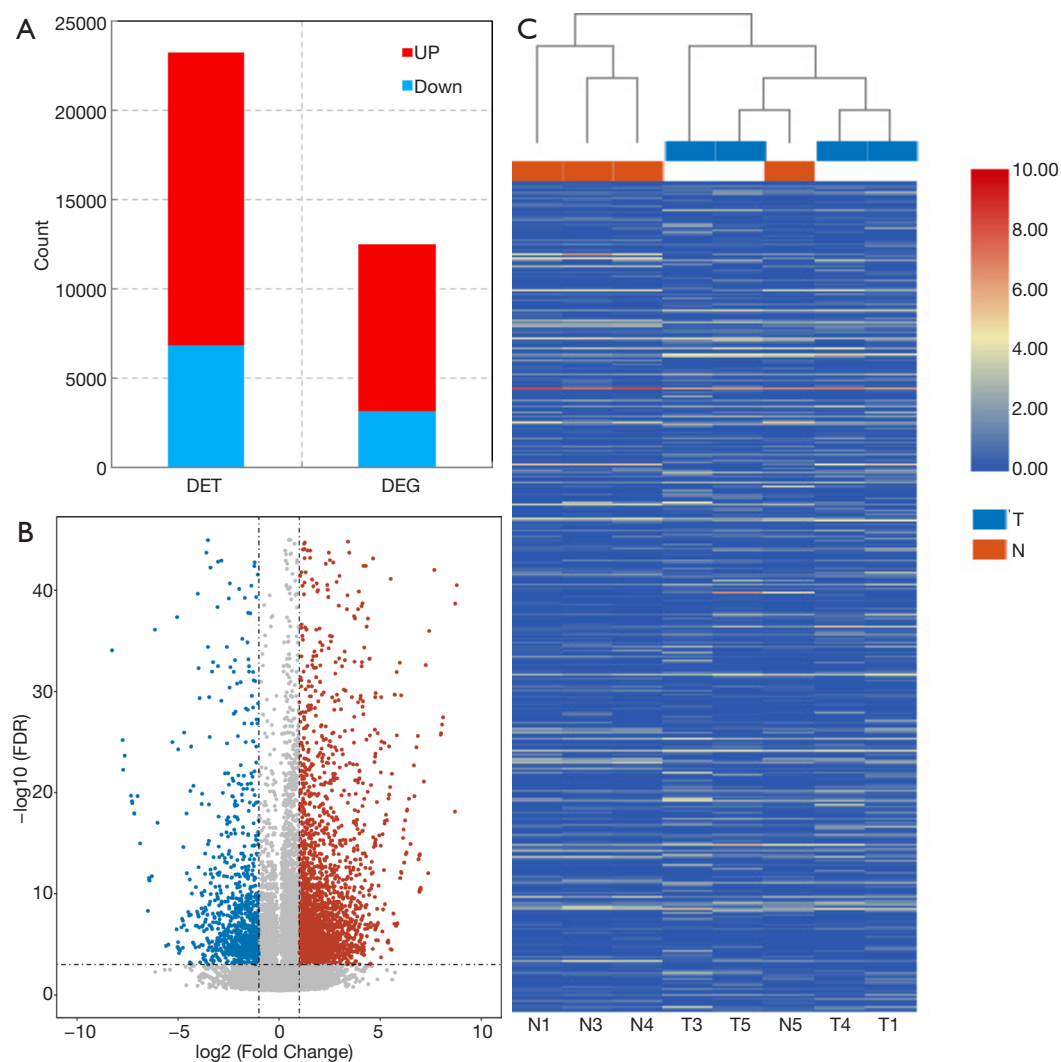 A
25000
20000
15000
10000
5000
0
Count
UP
Down
DET
DEG
B
40
30
20
10
0
−log10 (FDR)
−10
−5
0
5
10
log2 (Fold Change)
C
10.00
8.00
6.00
4.00
2.00
0.00
T
N
N1 N3 N4 T3 T5 N5 T4 T1